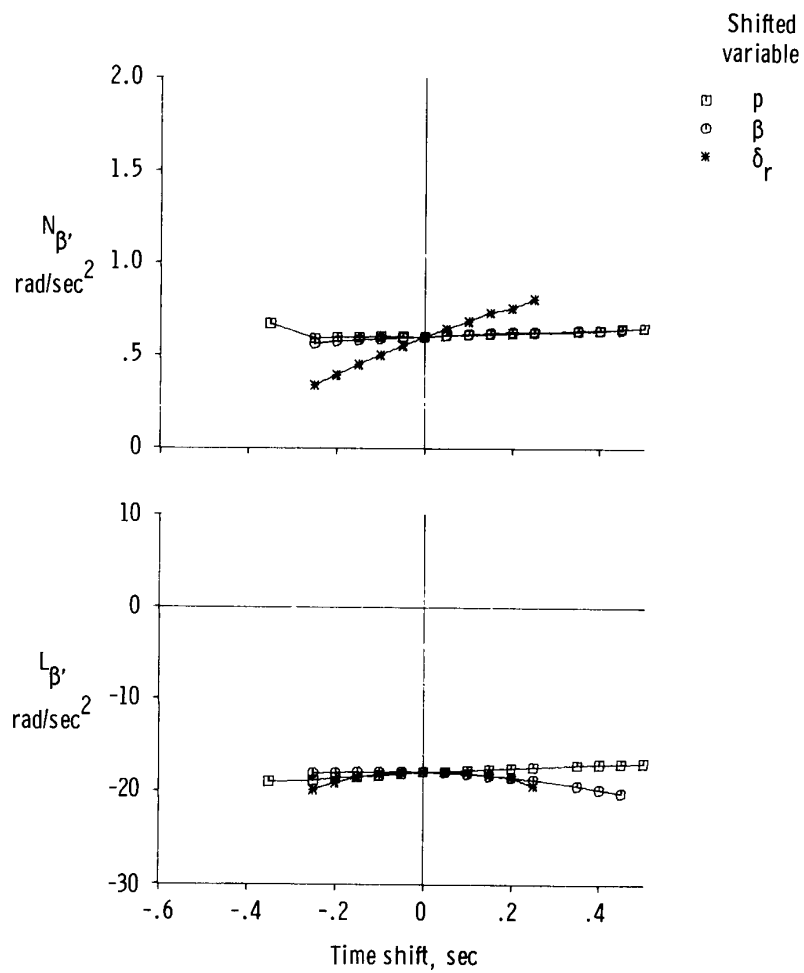 Shifted
variable
p
β
δr
2.0
1.5
1.0
.5
0
Nβ,
rad/sec2
10
0
-10
-20
-30
Lβ,
rad/sec2
-.6
-.4
-.2
0
.2
.4
Time shift, sec